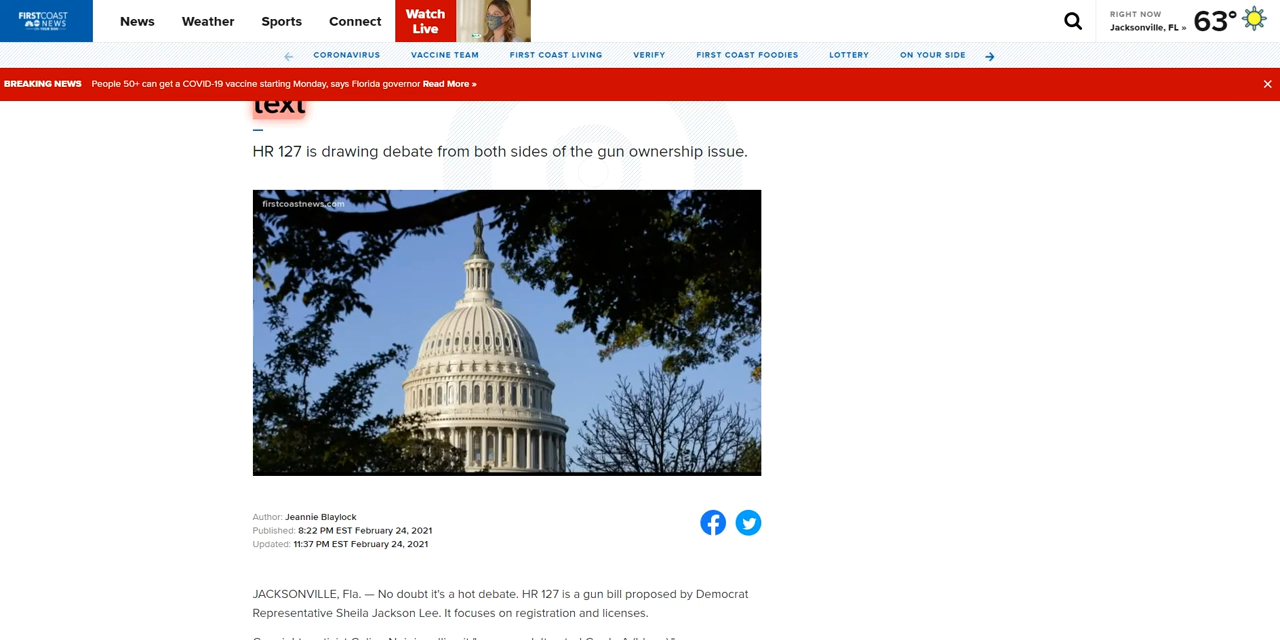 FIRSTCOAST
NEWS
ON YOUR SIDE
News
Weather
Sports
Connect
Watch
Live
RIGHT NOW
Jacksonville, FL »
63°
CORONAVIRUS
VACCINE TEAM
FIRST COAST LIVING
VERIFY
FIRST COAST FOODIES
LOTTERY
ON YOUR SIDE
BREAKING NEWS People 50+ can get a COVID-19 vaccine starting Monday, says Florida governor Read More »
text
HR 127 is drawing debate from both sides of the gun ownership issue.
firstcoastnews.com
Author: Jeannie Blaylock
Published: 8:22 PM EST February 24, 2021
Updated: 11:37 PM EST February 24, 2021
JACKSONVILLE, Fla. — No doubt it's a hot debate. HR 127 is a gun bill proposed by Democrat
Representative Sheila Jackson Lee. It focuses on registration and licenses.